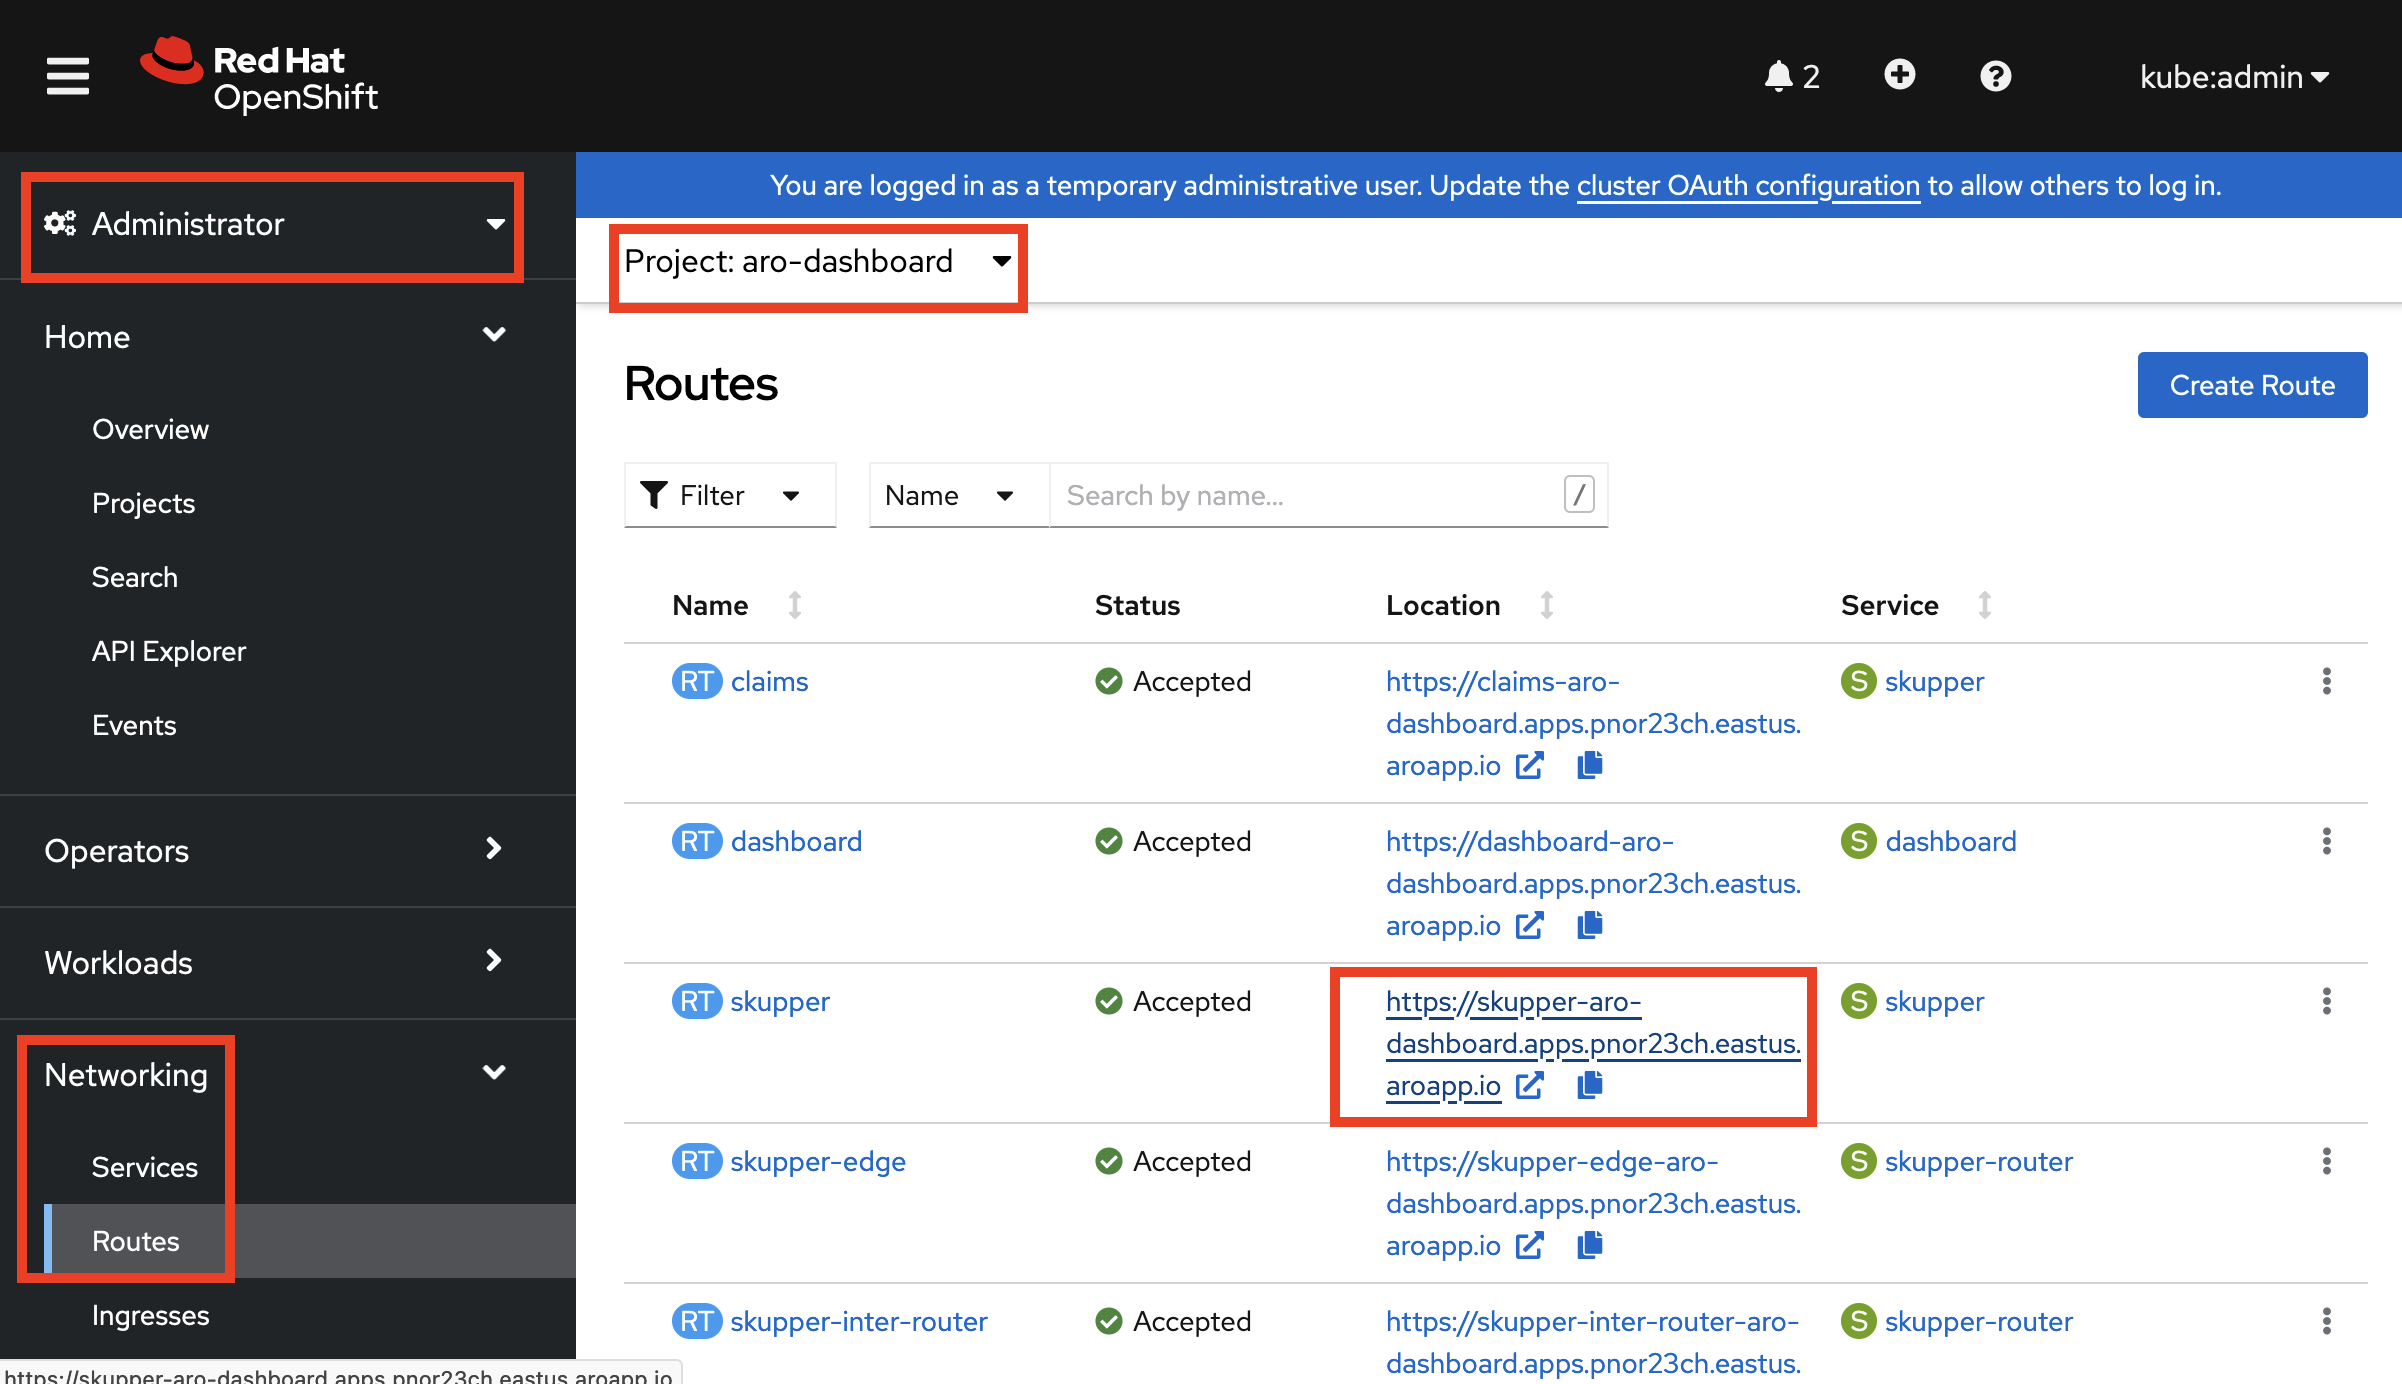 Red Hat
OpenShift
2
kube:admin
Administrator
You are logged in as a temporary administrative user. Update the cluster OAuth configuration to allow others to log in.
Project: aro-dashboard
Home
Overview
Projects
Search
API Explorer
Events
Operators
Workloads
Networking
Services
Routes
Ingresses
Routes
Create Route
Filter
Name
Search by name...
/
Name Status Location Service
RT claims Accepted https://claims-aro- S skupper
dashboard.apps.pnor23ch.eastus.
aroapp.io
RT dashboard Accepted https://dashboard-aro- S dashboard
dashboard.apps.pnor23ch.eastus.
aroapp.io
RT skupper Accepted https://skupper-aro- S skupper
dashboard.apps.pnor23ch.eastus.
aroapp.io
RT skupper-edge Accepted https://skupper-edge-aro- S skupper-router
dashboard.apps.pnor23ch.eastus.
aroapp.io
RT skupper-inter-router Accepted https://skupper-inter-router-aro- S skupper-router
dashboard.apps.pnor23ch.eastus.
https://skupper-aro-dashboard.apps.pnor23ch.eastus.aroapp.io